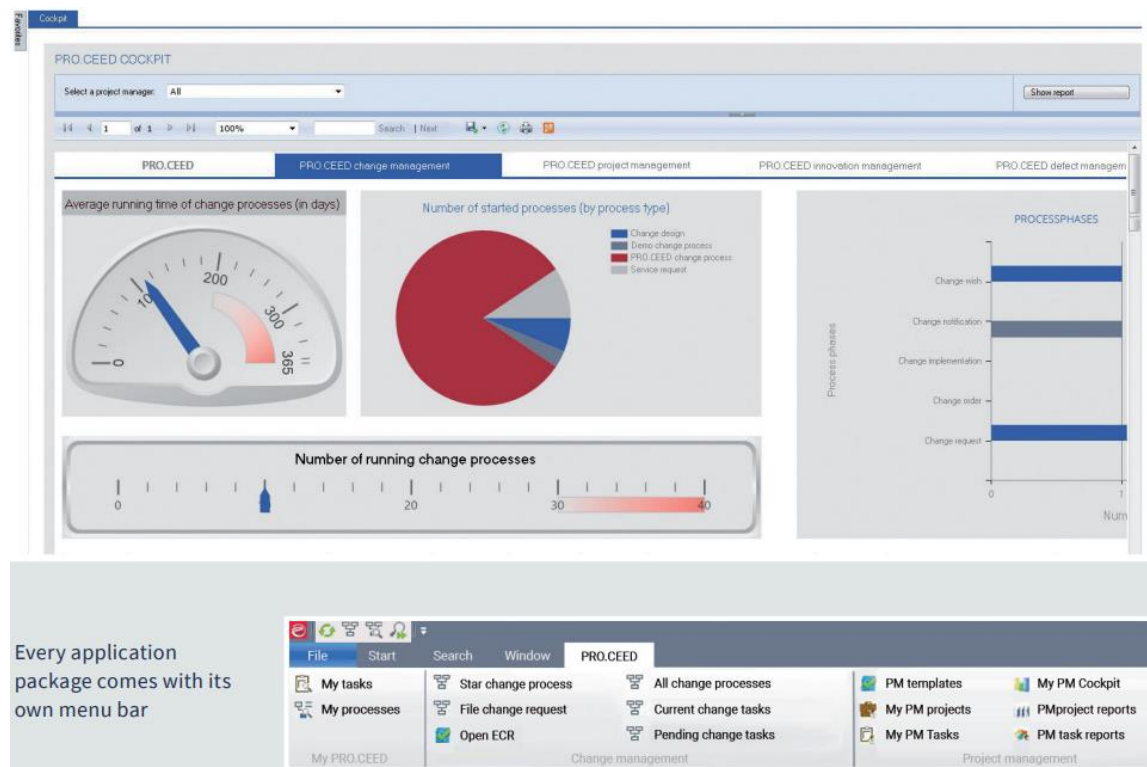 Favorites
Cockpit
PRO.CEED COCKPIT
Select a project manager: All
Show report
1 of 1 100% Search | Next
PRO.CEED
PRO.CEED change management
PRO.CEED project management
PRO.CEED innovation management
PRO.CEED defect managem
Average running time of change processes (in days)
0 100 200 300 365
Number of started processes (by process type)
Change design
Demo change process
PRO.CEED change process
Service request
PROCESSPHASES
Process phases
Change wish
Change notification
Change implementation
Change order
Change request
0 1
Num
Number of running change processes
0 20 30 40
Every application
package comes with its
own menu bar
File Start Search Window PRO.CEED
My tasks
My processes
My PRO.CEED
Star change process
File change request
Open ECR
All change processes
Current change tasks
Pending change tasks
Change management
PM templates
My PM projects
My PM Tasks
My PM Cockpit
PMproject reports
PM task reports
Project management